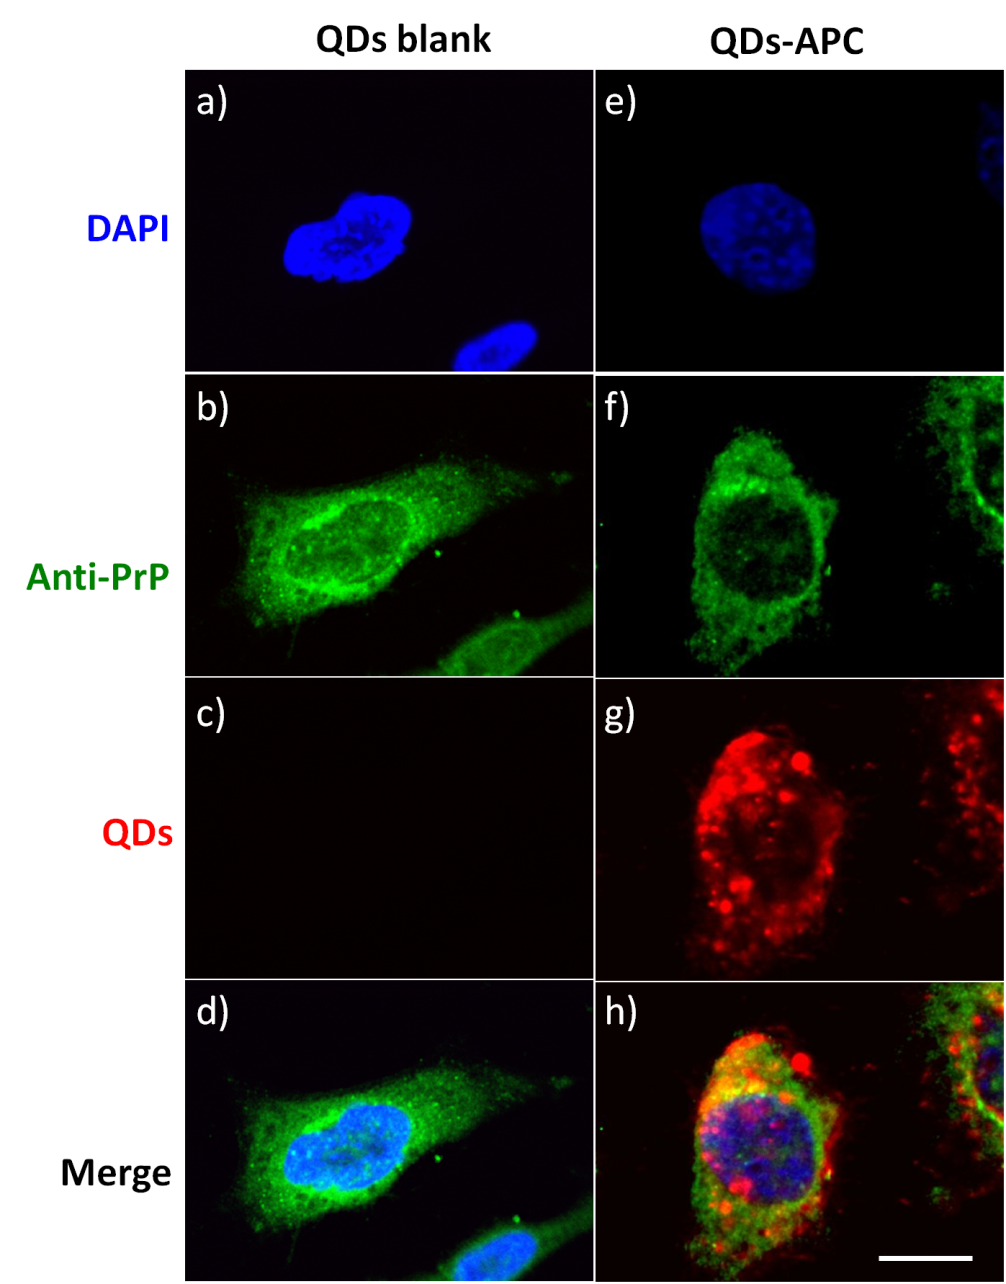 QDs blank QDs-APC
a) e)
DAPI
b) f)
Anti-PrP
c) g)
QDs
d) h)
Merge